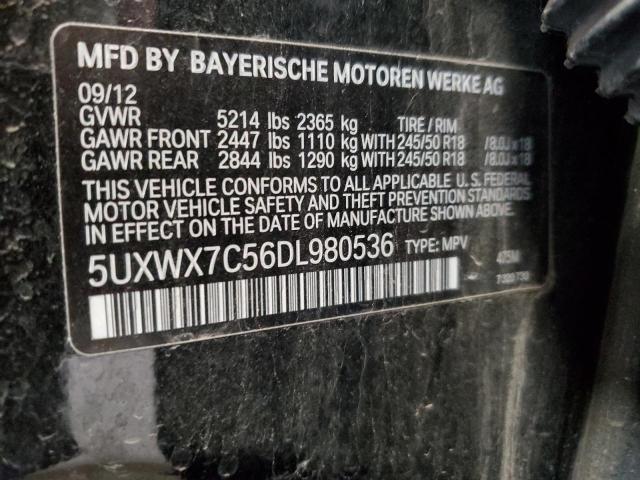 MFD BY BAYERISCHE MOTOREN WERKE AG
09/12
GVWR 5214 lbs 2365 kg TIRE / RIM
GAWR FRONT 2447 lbs 1110 kg WITH 245/50 R18 / 8.0J x 18
GAWR REAR 2844 lbs 1290 kg WITH 245/50 R18 / 8.0J x 18
THIS VEHICLE CONFORMS TO ALL APPLICABLE U.S. FEDERAL
MOTOR VEHICLE SAFETY AND THEFT PREVENTION STANDARDS
IN EFFECT ON THE DATE OF MANUFACTURE SHOWN ABOVE.
5UXWX7C56DL980536 TYPE: MPV 475M